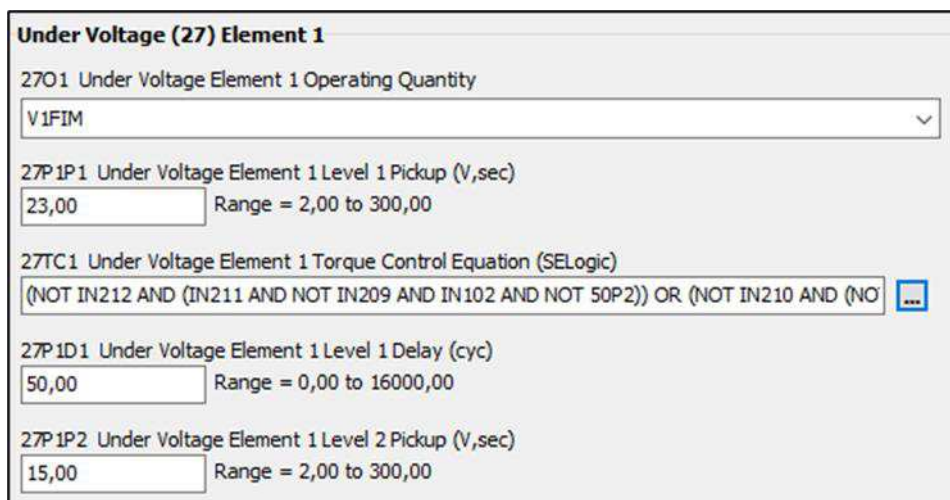 Under Voltage (27) Element 1
27O1 Under Voltage Element 1 Operating Quantity
V1FIM
27P1P1 Under Voltage Element 1 Level 1 Pickup (V,sec)
23,00 Range = 2,00 to 300,00
27TC1 Under Voltage Element 1 Torque Control Equation (SELogic)
(NOT IN212 AND (IN211 AND NOT IN209 AND IN102 AND NOT 50P2)) OR (NOT IN210 AND (NO ...
27P1D1 Under Voltage Element 1 Level 1 Delay (cyc)
50,00 Range = 0,00 to 16000,00
27P1P2 Under Voltage Element 1 Level 2 Pickup (V,sec)
15,00 Range = 2,00 to 300,00